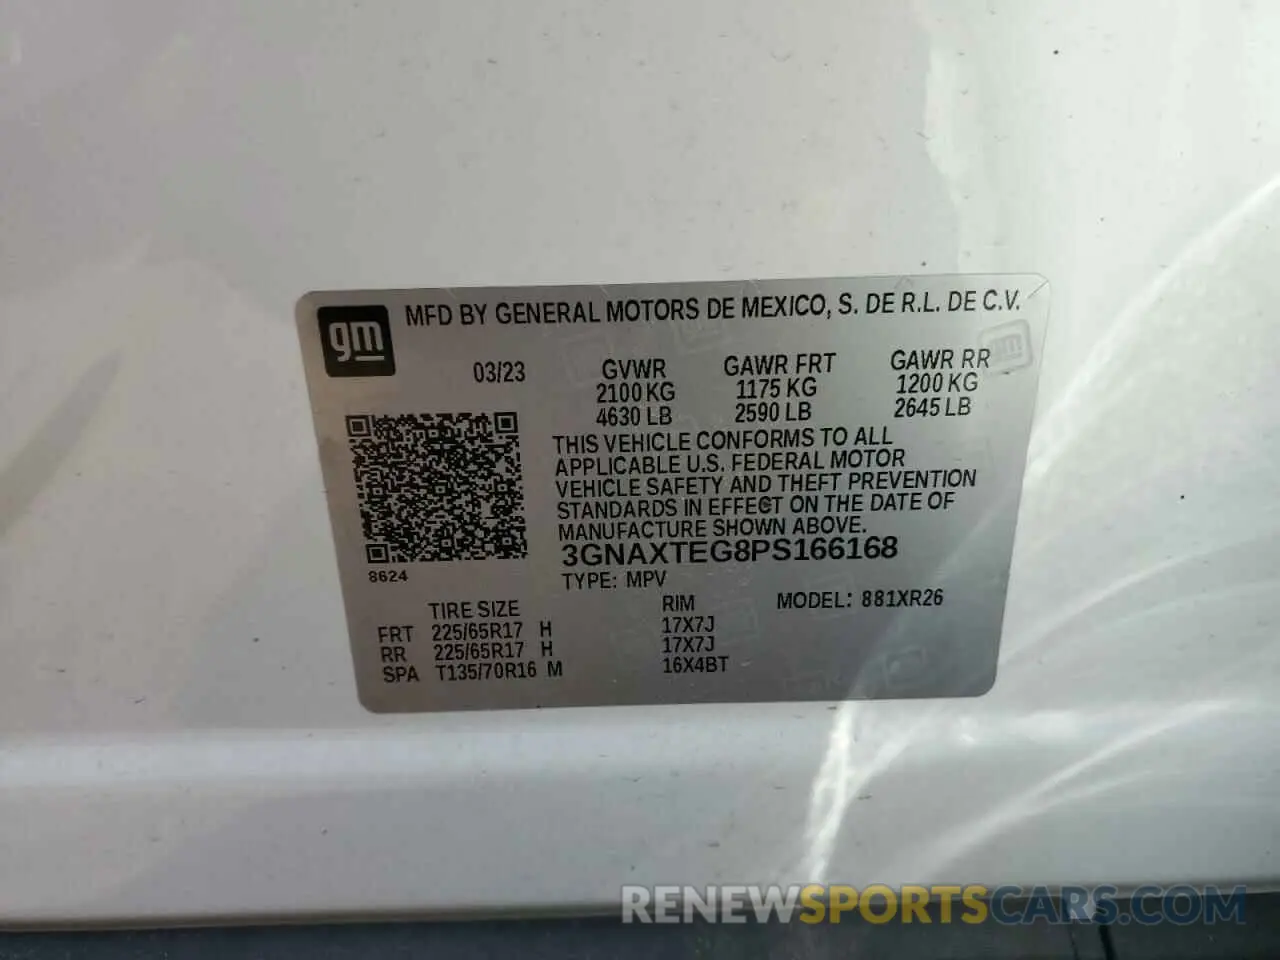 gm
MFD BY GENERAL MOTORS DE MEXICO, S. DE R.L. DE C.V.
03/23
GVWR GAWR FRT GAWR RR
2100 KG 1175 KG 1200 KG
4630 LB 2590 LB 2645 LB
THIS VEHICLE CONFORMS TO ALL
APPLICABLE U.S. FEDERAL MOTOR
VEHICLE SAFETY AND THEFT PREVENTION
STANDARDS IN EFFECT ON THE DATE OF
MANUFACTURE SHOWN ABOVE.
3GNAXTEG8PS166168
8624
TYPE: MPV
MODEL: 881XR26
TIRE SIZE RIM
FRT 225/65R17 H 17X7J
RR 225/65R17 H 17X7J
SPA T135/70R16 M 16X4BT
RENEWSPORTSCARS.COM